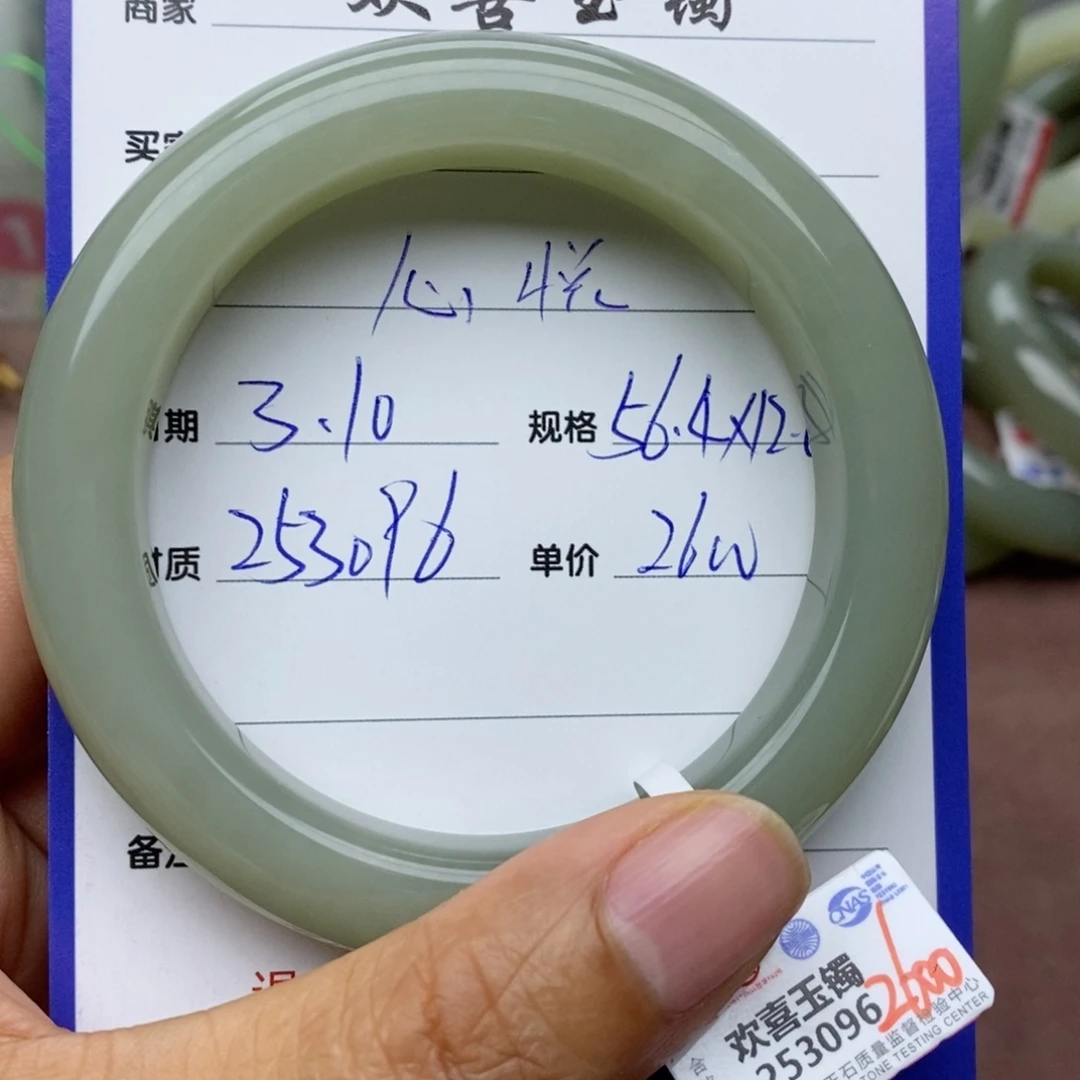 商家 欢喜玉镯
买家
心悦
期 3.10 规格 56.4x12.8
材质 253096 单价 2600
备注
CNAS
欢喜玉镯
253096 2600
玉石质量监督检验中心
STONE TESTING CENTER